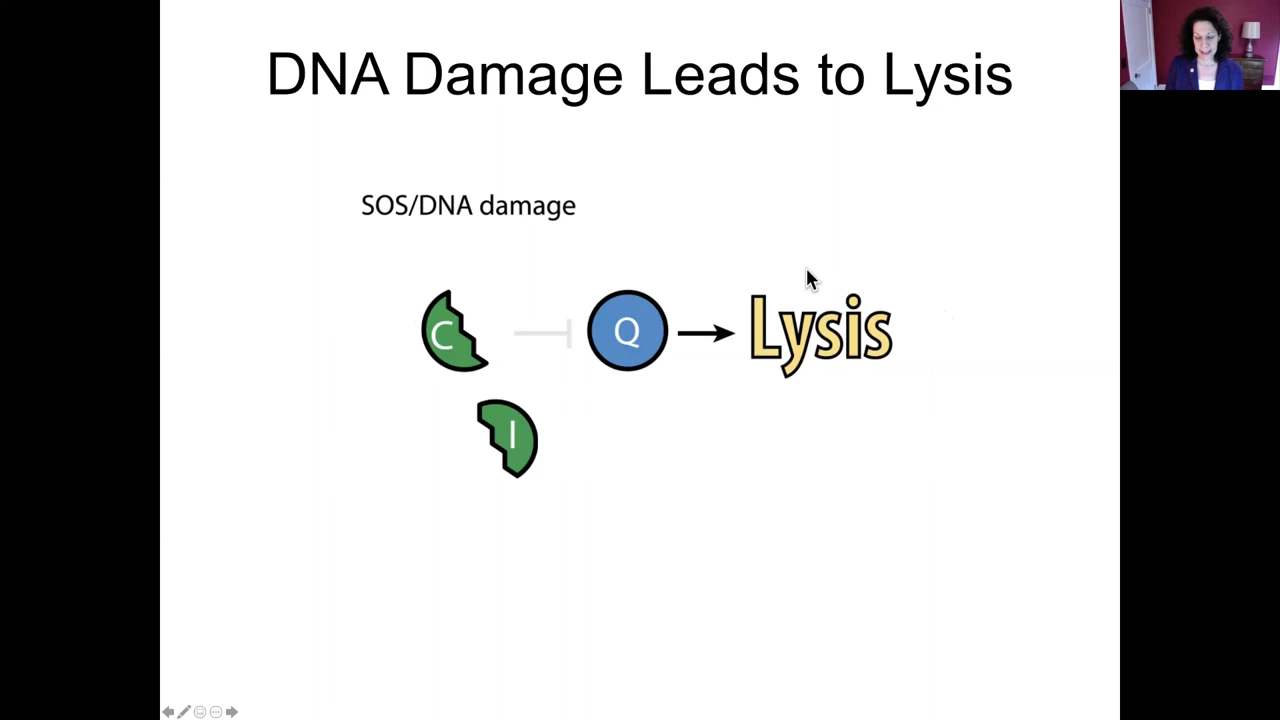 DNA Damage Leads to Lysis
SOS/DNA damage
C
Q
Lysis
I